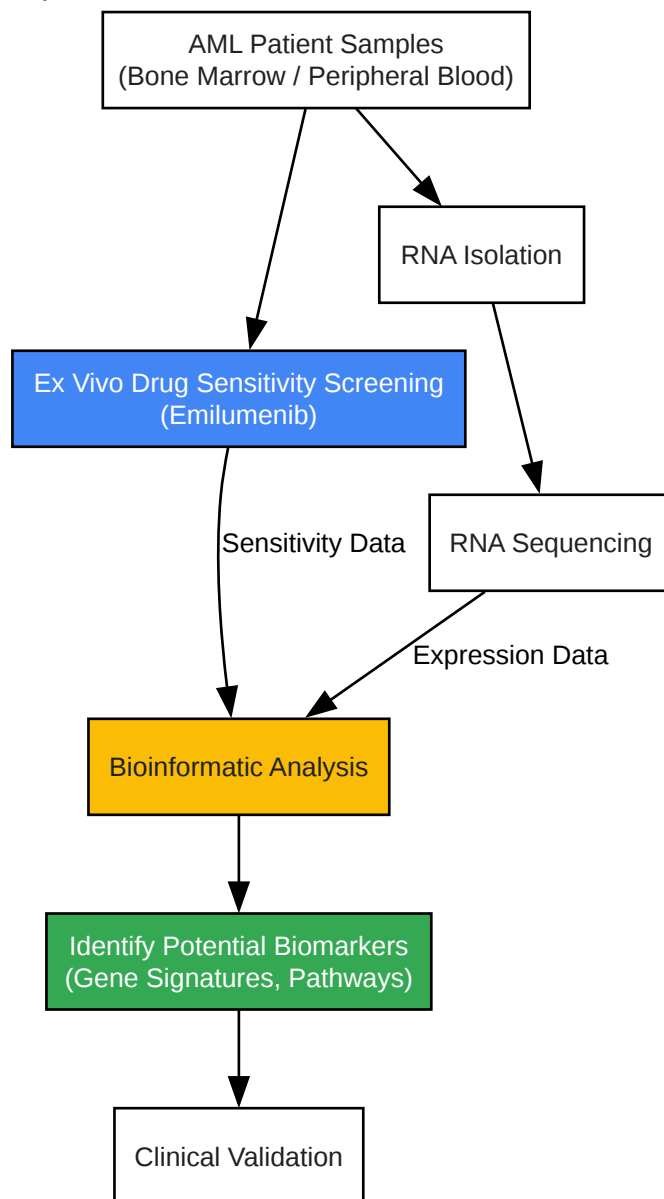 AML Patient Samples
(Bone Marrow / Peripheral Blood)
RNA Isolation
Ex Vivo Drug Sensitivity Screening
(Emilumenib)
Sensitivity Data
RNA Sequencing
Expression Data
Bioinformatic Analysis
Identify Potential Biomarkers
(Gene Signatures, Pathways)
Clinical Validation